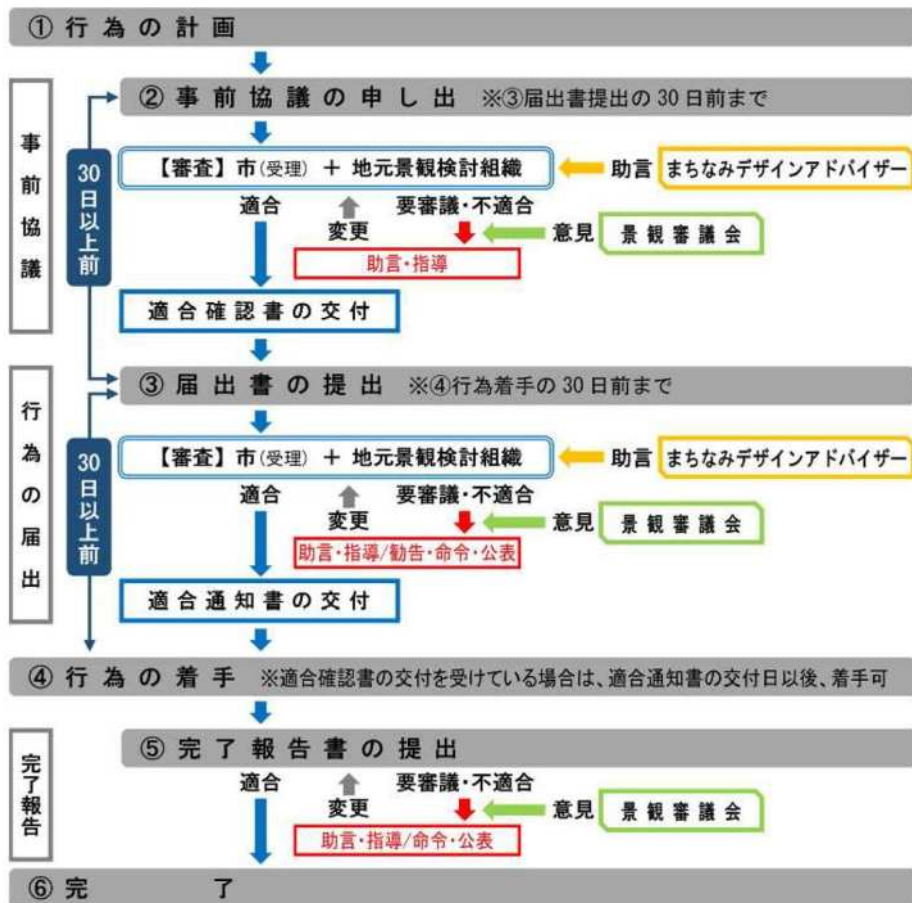 ①行為の計画
②事前協議の申し出 ※③届出書提出の30日前まで
事前協議
30日以上前
【審査】市(受理) + 地元景観検討組織
助言
まちなみデザインアドバイザー
適合
変更
要審議・不適合
意見
景観審議会
助言・指導
適合確認書の交付
③届出書の提出 ※④行為着手の30日前まで
行為の届出
30日以上前
【審査】市(受理) + 地元景観検討組織
助言
まちなみデザインアドバイザー
適合
変更
要審議・不適合
意見
景観審議会
助言・指導/勧告・命令・公表
適合通知書の交付
④行為の着手 ※適合確認書の交付を受けている場合は、適合通知書の交付日以後、着手可
⑤完了報告書の提出
完了報告
適合
変更
要審議・不適合
意見
景観審議会
助言・指導/命令・公表
⑥完了